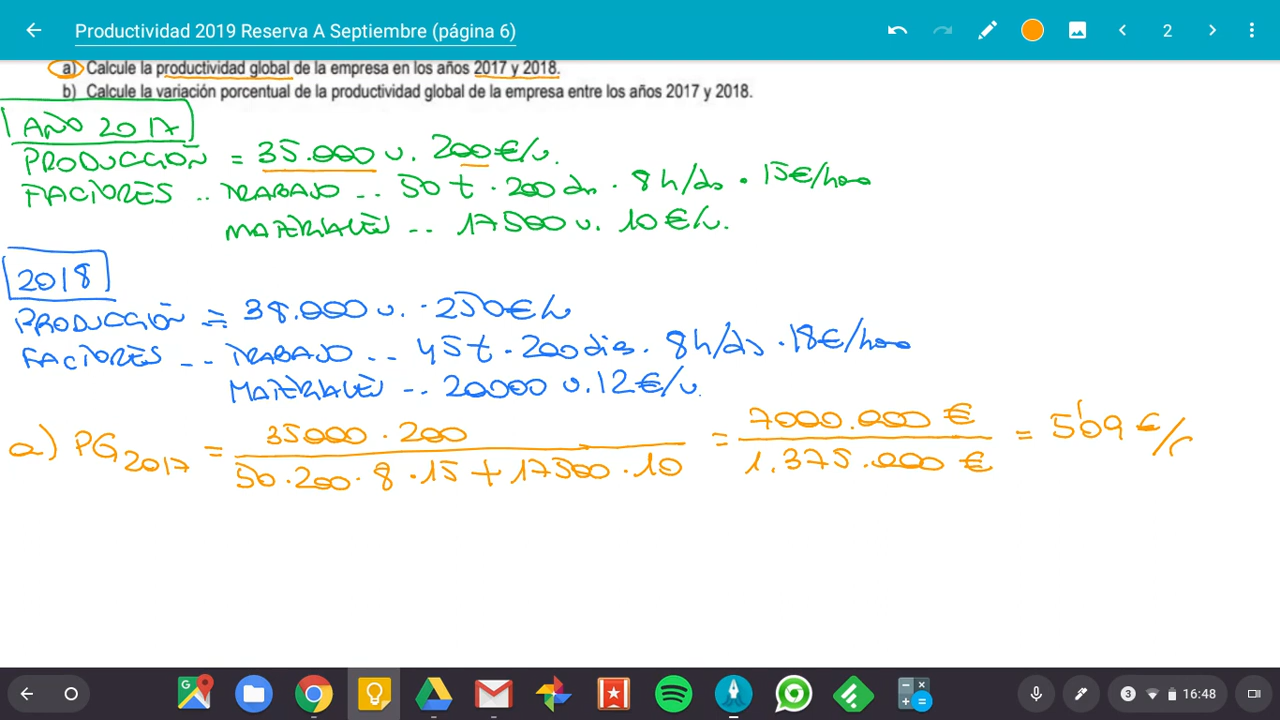 Productividad 2019 Reserva A Septiembre (página 6)
2
a) Calcule la productividad global de la empresa en los años 2017 y 2018.
b) Calcule la variación porcentual de la productividad global de la empresa entre los años 2017 y 2018.
AÑO 2017
PRODUCCIÓN = 35.000 u. 200€/u.
FACTORES .. TRABAJO .. 50 t · 200 días · 8h/día · 15€/hora
MATERIALES .. 17500 u. 10€/u.
2018
PRODUCCIÓN = 38.000 u. · 250€/u
FACTORES .. TRABAJO .. 45 t · 200 días · 8h/día · 18€/hora
MATERIALES .. 20000 u. 12€/u.
a) PG2017 = 35000 · 200 / 50 · 200 · 8 · 15 + 17500 · 10 = 7000.000 € / 1.375.000 € = 5'09 €/
3
16:48